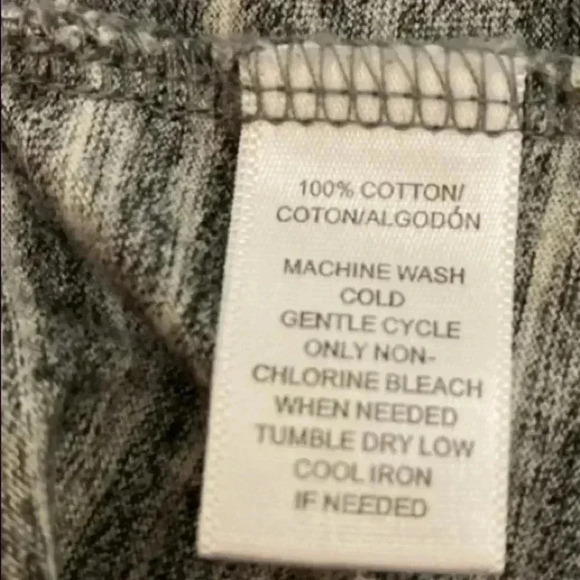 100% COTTON/
COTON/ALGODÓN
MACHINE WASH
COLD
GENTLE CYCLE
ONLY NON-
CHLORINE BLEACH
WHEN NEEDED
TUMBLE DRY LOW
COOL IRON
IF NEEDED